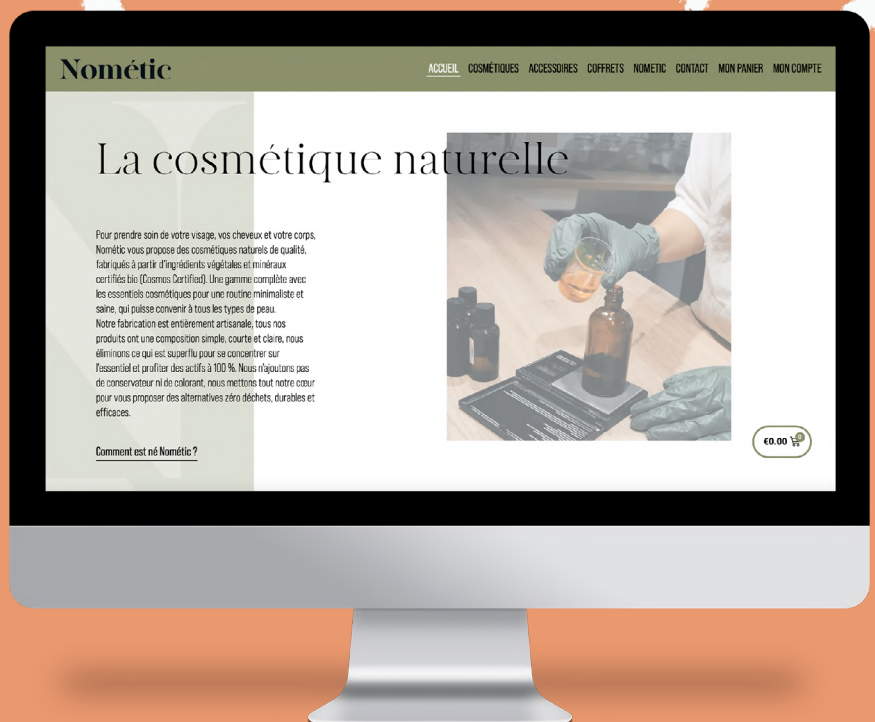 Nométic
ACCUEIL COSMÉTIQUES ACCESSOIRES COFFRETS NOMETIC CONTACT MON PANIER MON COMPTE
La cosmétique naturelle
Pour prendre soin de votre visage, vos cheveux et votre corps,
Nométic vous propose des cosmétiques naturels de qualité,
fabriqués à partir d'ingrédients végétales et minéraux
certifiés bio (Cosmos Certified). Une gamme complète avec
les essentiels cosmétiques pour une routine minimaliste et
saine, qui puisse convenir à tous les types de peau.
Notre fabrication est entièrement artisanale, tous nos
produits ont une composition simple, courte et claire, nous
éliminons ce qui est superflu pour se concentrer sur
l'essentiel et profiter des actifs à 100 %. Nous n'ajoutons pas
de conservateur ni de colorant, nous mettons tout notre cœur
pour vous proposer des alternatives zéro déchets, durables et
efficaces.
Comment est né Nométic ?
€0.00 0